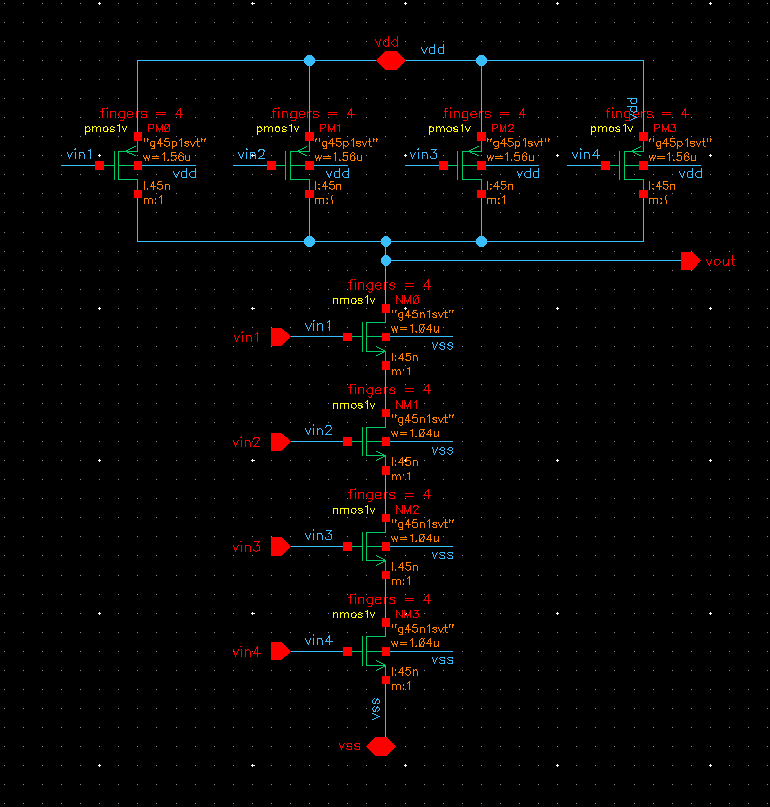 vdd
vdd
vdd
fingers = 4
pmos1v PM0
"g45p1svt"
w=1.56u
vin1
vdd
l:45n
m:1
fingers = 4
pmos1v PM1
"g45p1svt"
w=1.56u
vin2
vdd
l:45n
fingers = 4
pmos1v PM2
"g45p1svt"
w=1.56u
vin3
vdd
l:45n
m:1
fingers = 4
pmos1v PM3
"g45p1svt"
w=1.56u
vin4
vdd
l:45n
vout
fingers = 4
nmos1v NM0
"g45n1svt"
w=1.04u
vin1 vin1
vss
l:45n
m:1
fingers = 4
nmos1v NM1
"g45n1svt"
w=1.04u
vin2 vin2
vss
l:45n
m:1
fingers = 4
nmos1v NM2
"g45n1svt"
w=1.04u
vin3 vin3
vss
l:45n
m:1
fingers = 4
nmos1v NM3
"g45n1svt"
w=1.04u
vin4 vin4
vss
l:45n
m:1
vss
vss